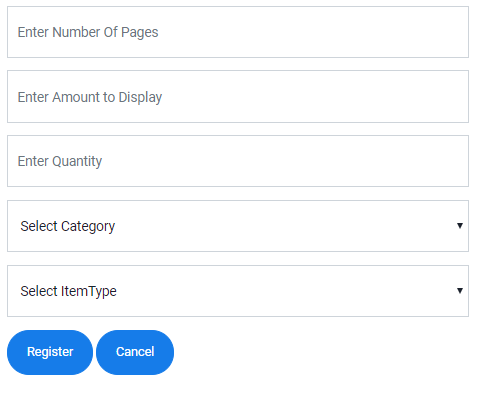 Enter Number Of Pages
Enter Amount to Display
Enter Quantity
Select Category
Select ItemType
Register Cancel